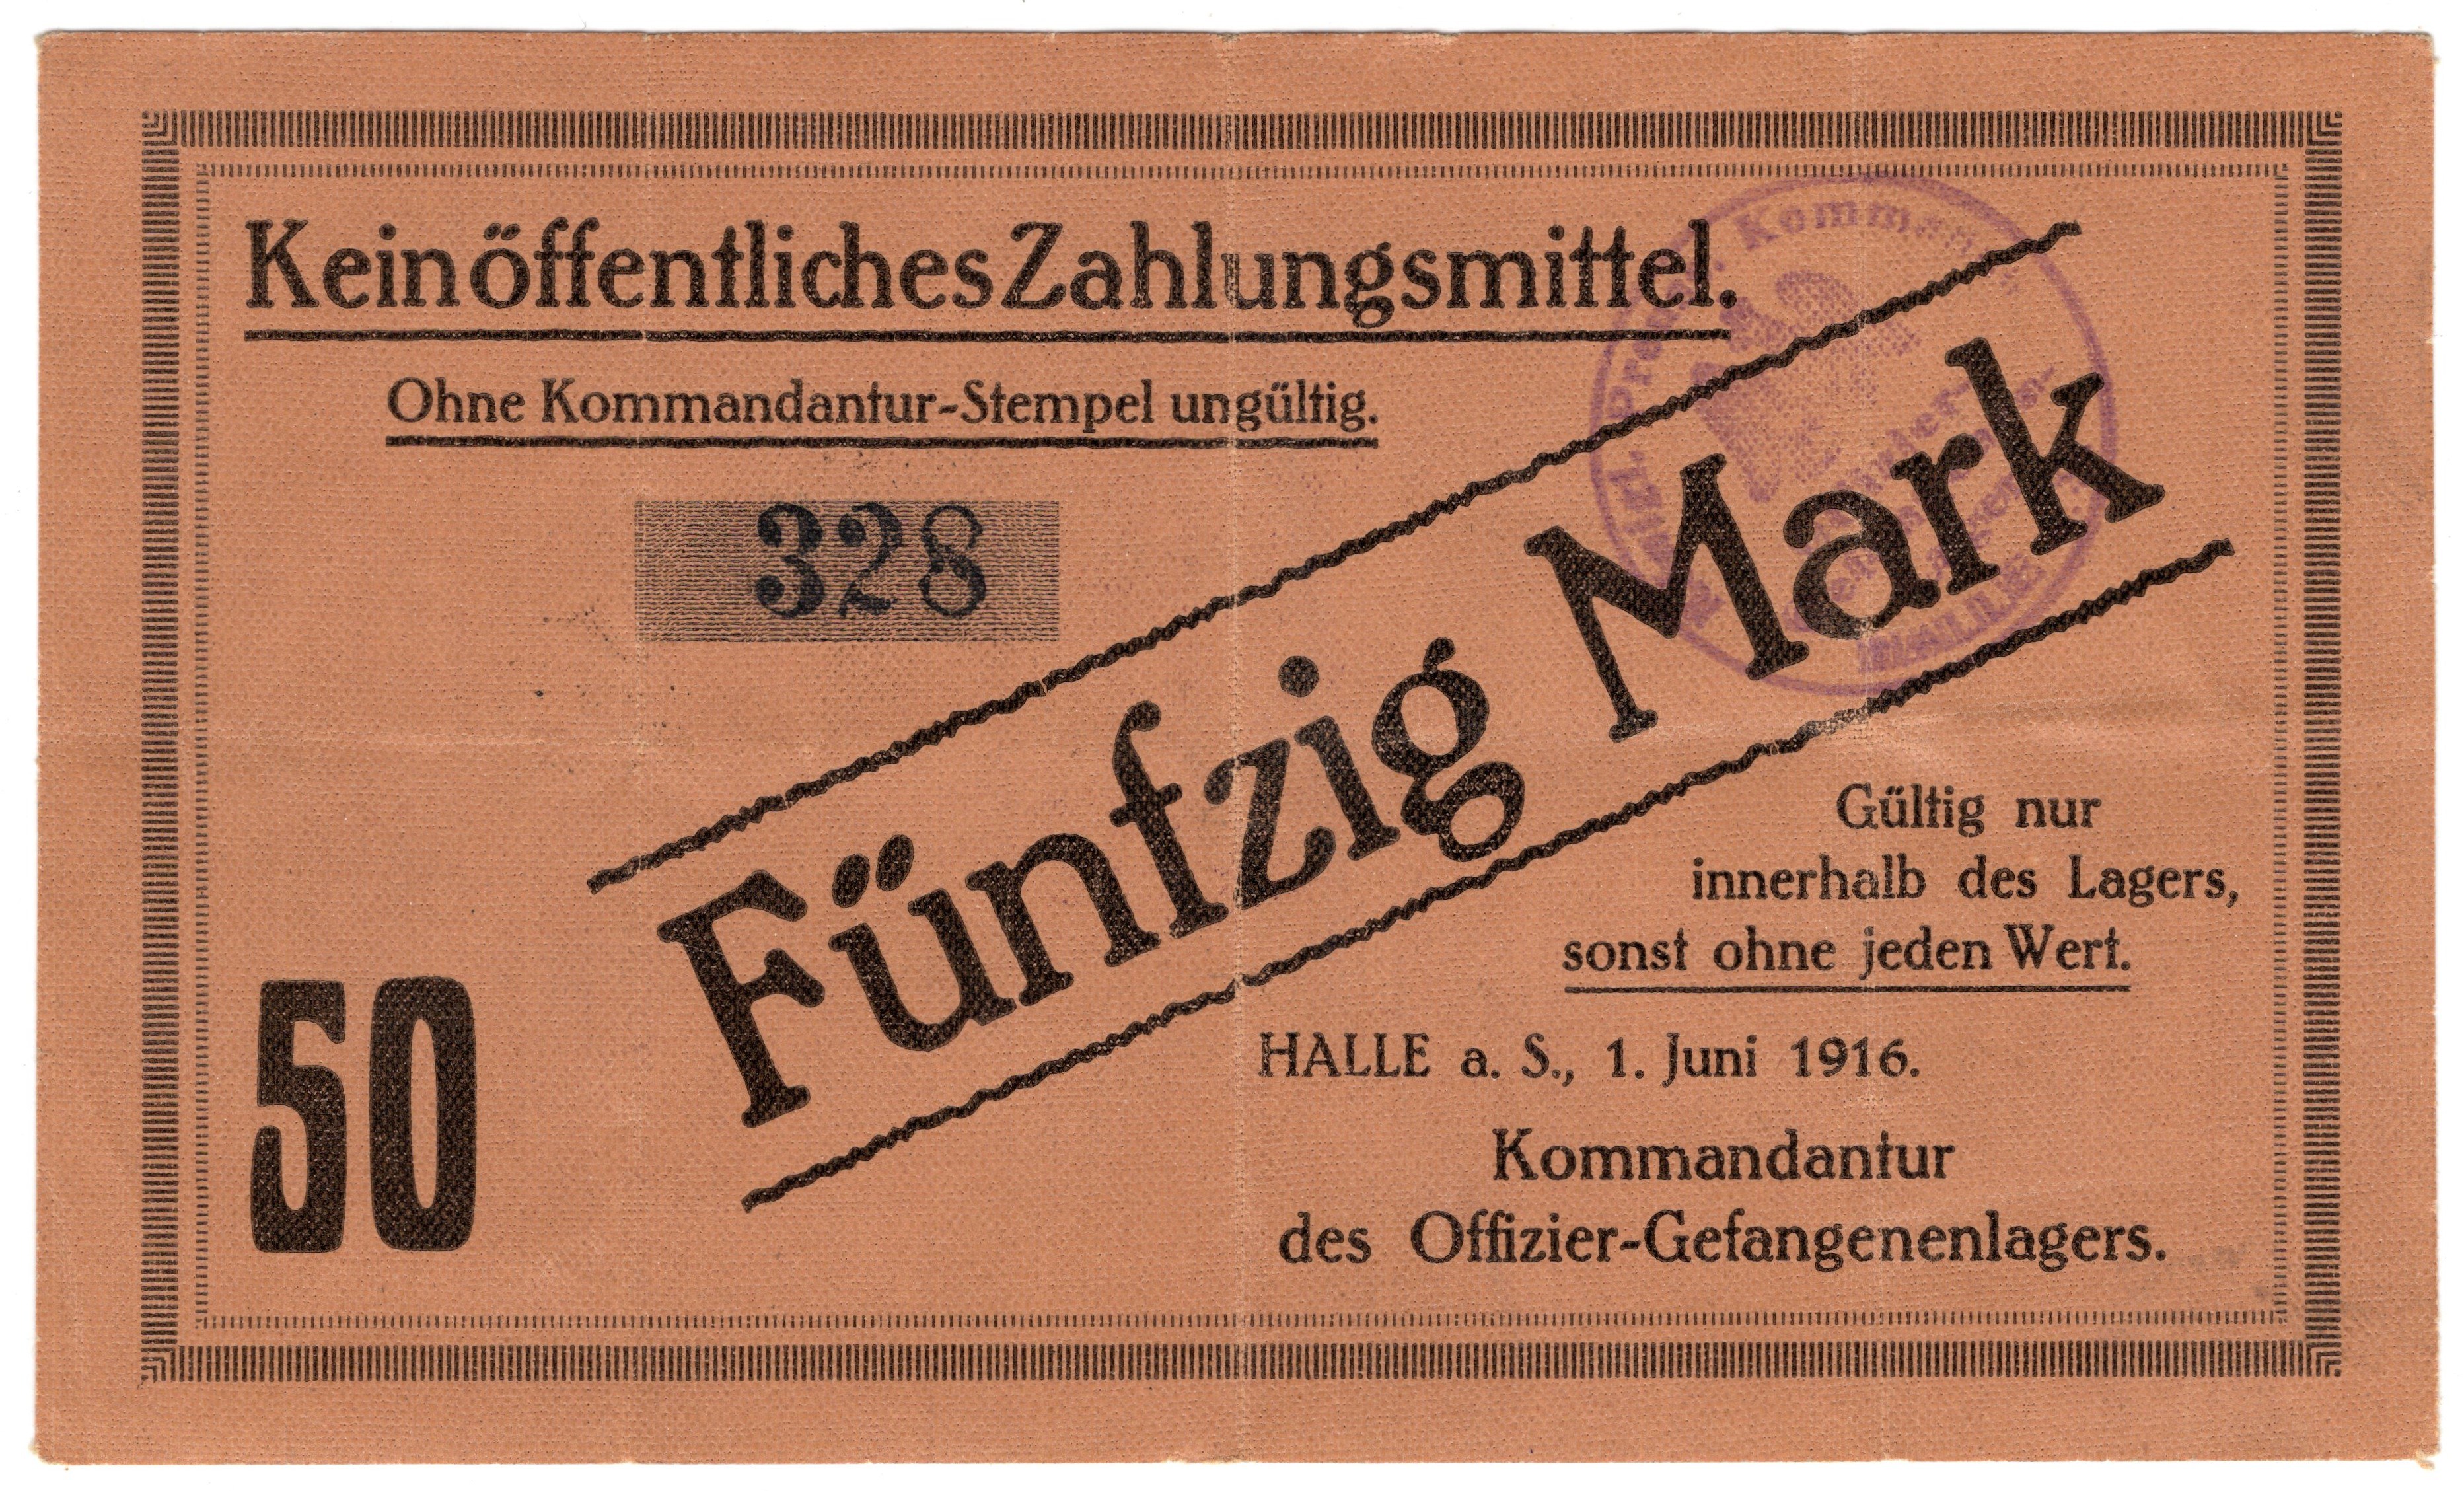 Kein öffentliches Zahlungsmittel.
Ohne Kommandantur-Stempel ungültig.
328
Fünfzig Mark
Gültig nur
innerhalb des Lagers,
sonst ohne jeden Wert.
50
HALLE a. S., 1. Juni 1916.
Kommandantur
des Offizier-Gefangenenlagers.
HALLE